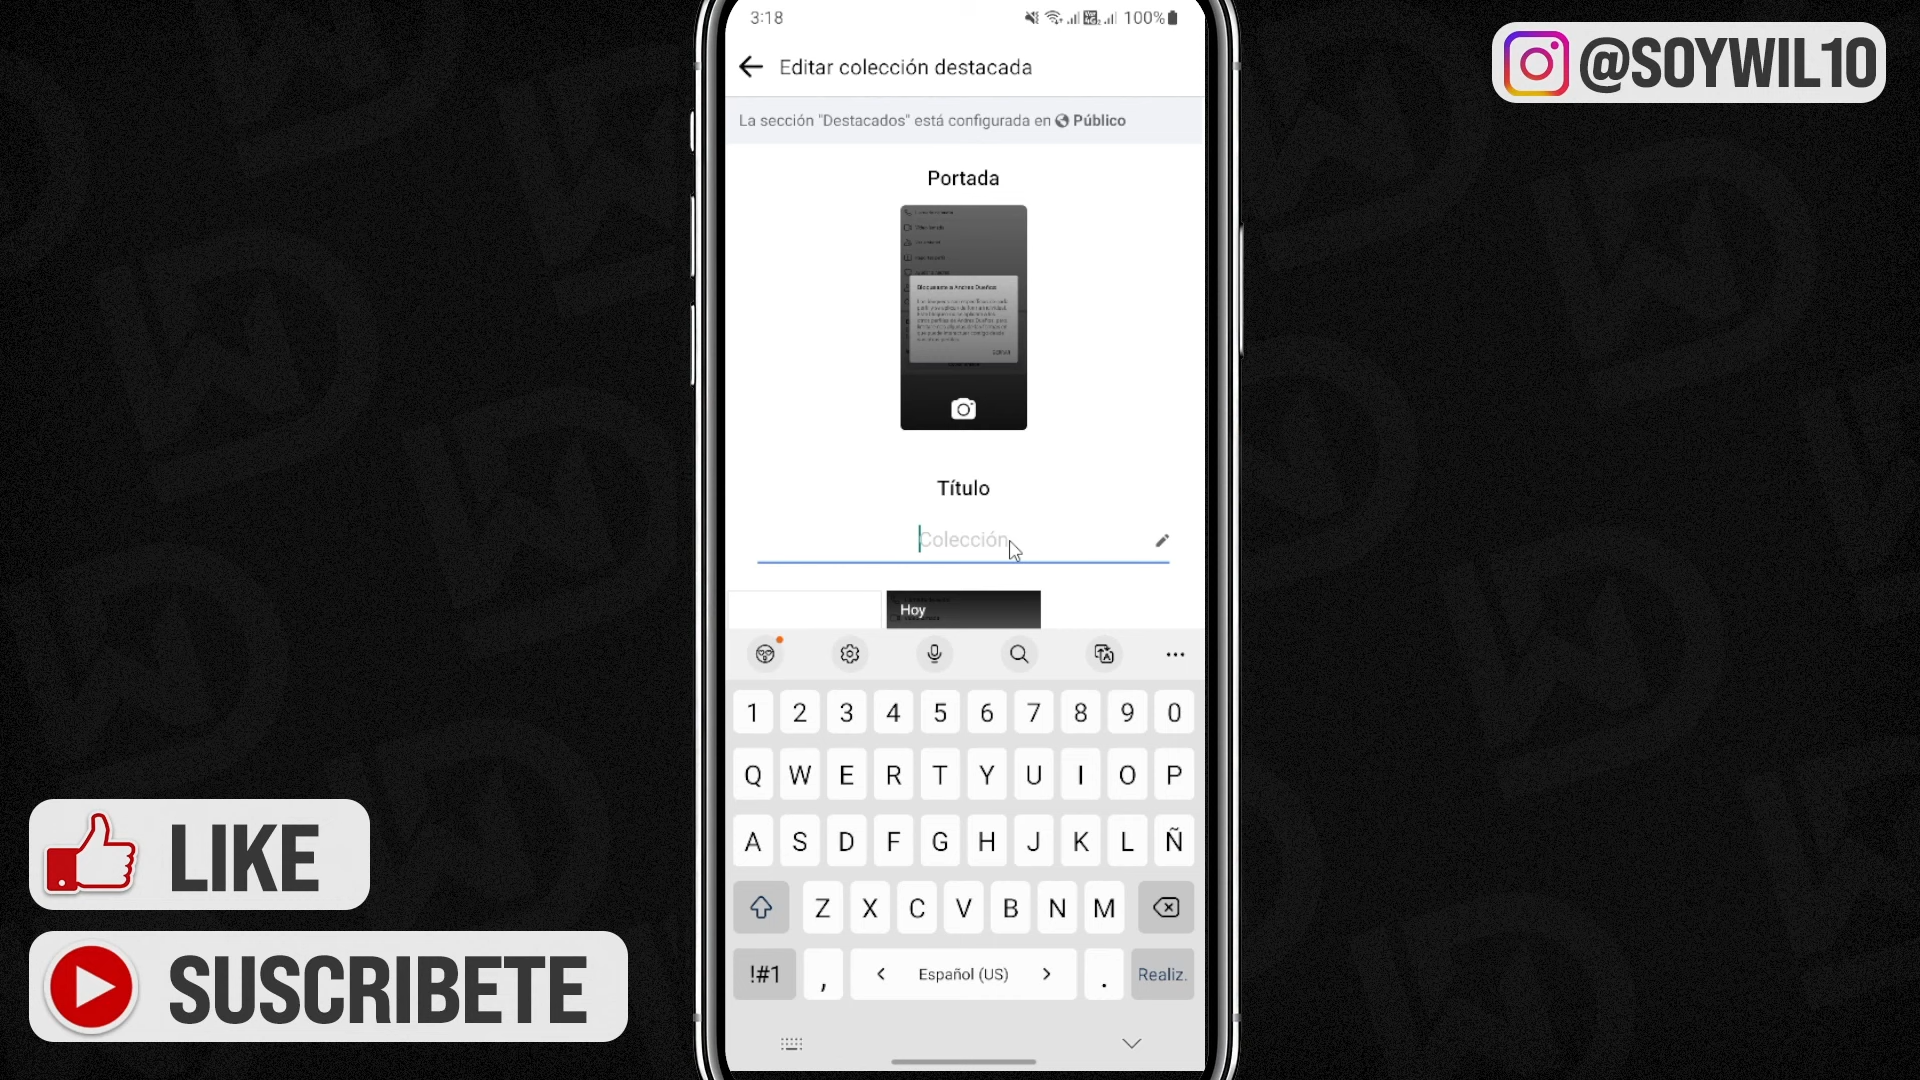 3:18
100%
@SOYWIL10
Editar colección destacada
La sección "Destacados" está configurada en Público
Portada
Título
Colección
Hoy
1 2 3 4 5 6 7 8 9 0
Q W E R T Y U I O P
A S D F G H J K L Ñ
Z X C V B N M
!#1 , < Español (US) > . Realiz.
LIKE
SUSCRIBETE